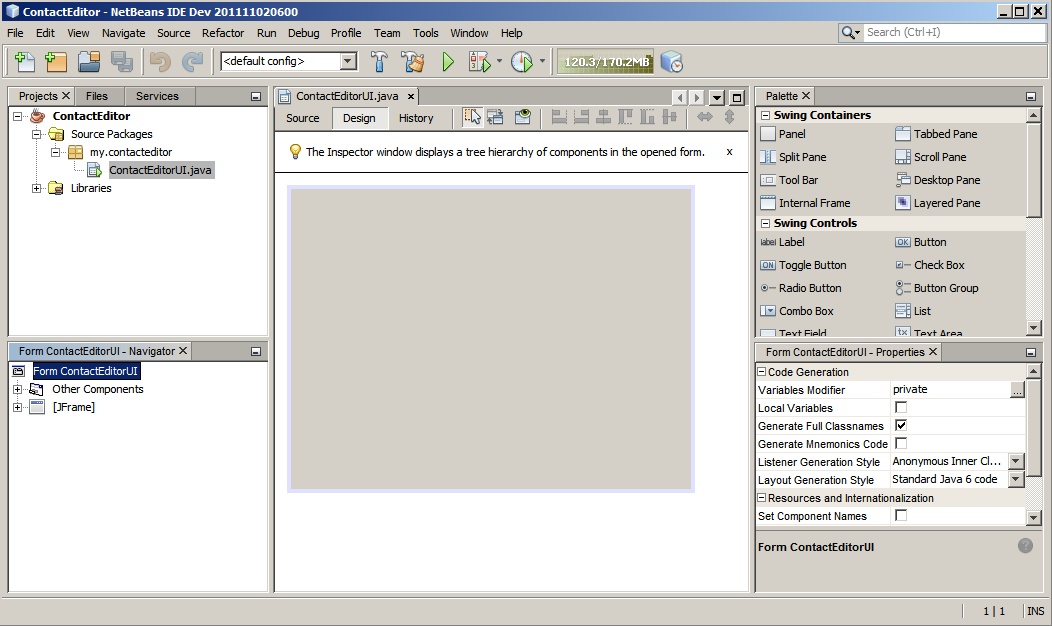 ContactEditor - NetBeans IDE Dev 201111020600
File Edit View Navigate Source Refactor Run Debug Profile Team Tools Window Help
Search (Ctrl+I)
<default config>
120.3/170.2MB
Projects Files Services
ContactEditor
Source Packages
my.contacteditor
ContactEditorUI.java
Libraries
Form ContactEditorUI - Navigator
Form ContactEditorUI
Other Components
[JFrame]
ContactEditorUI.java
Source Design History
The Inspector window displays a tree hierarchy of components in the opened form. x
Palette
Swing Containers
Panel Tabbed Pane
Split Pane Scroll Pane
Tool Bar Desktop Pane
Internal Frame Layered Pane
Swing Controls
label Label OK Button
ON Toggle Button Check Box
Radio Button Button Group
Combo Box List
Text Field Text Area
Form ContactEditorUI - Properties
Code Generation
Variables Modifier private ...
Local Variables
Generate Full Classnames
Generate Mnemonics Code
Listener Generation Style Anonymous Inner Cl...
Layout Generation Style Standard Java 6 code
Resources and Internationalization
Set Component Names
Form ContactEditorUI ?
1 | 1 INS